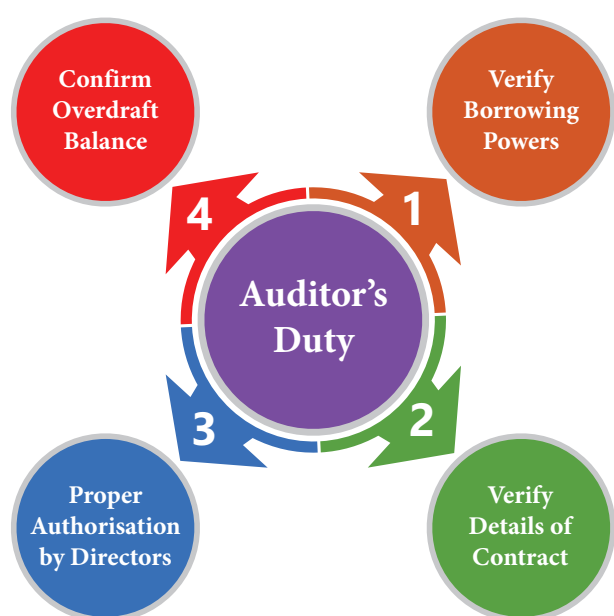 Confirm
Overdraft
Balance
Verify
Borrowing
Powers
4
1
Auditor’s
Duty
3
2
Proper
Authorisation
by Directors
Verify
Details of
Contract